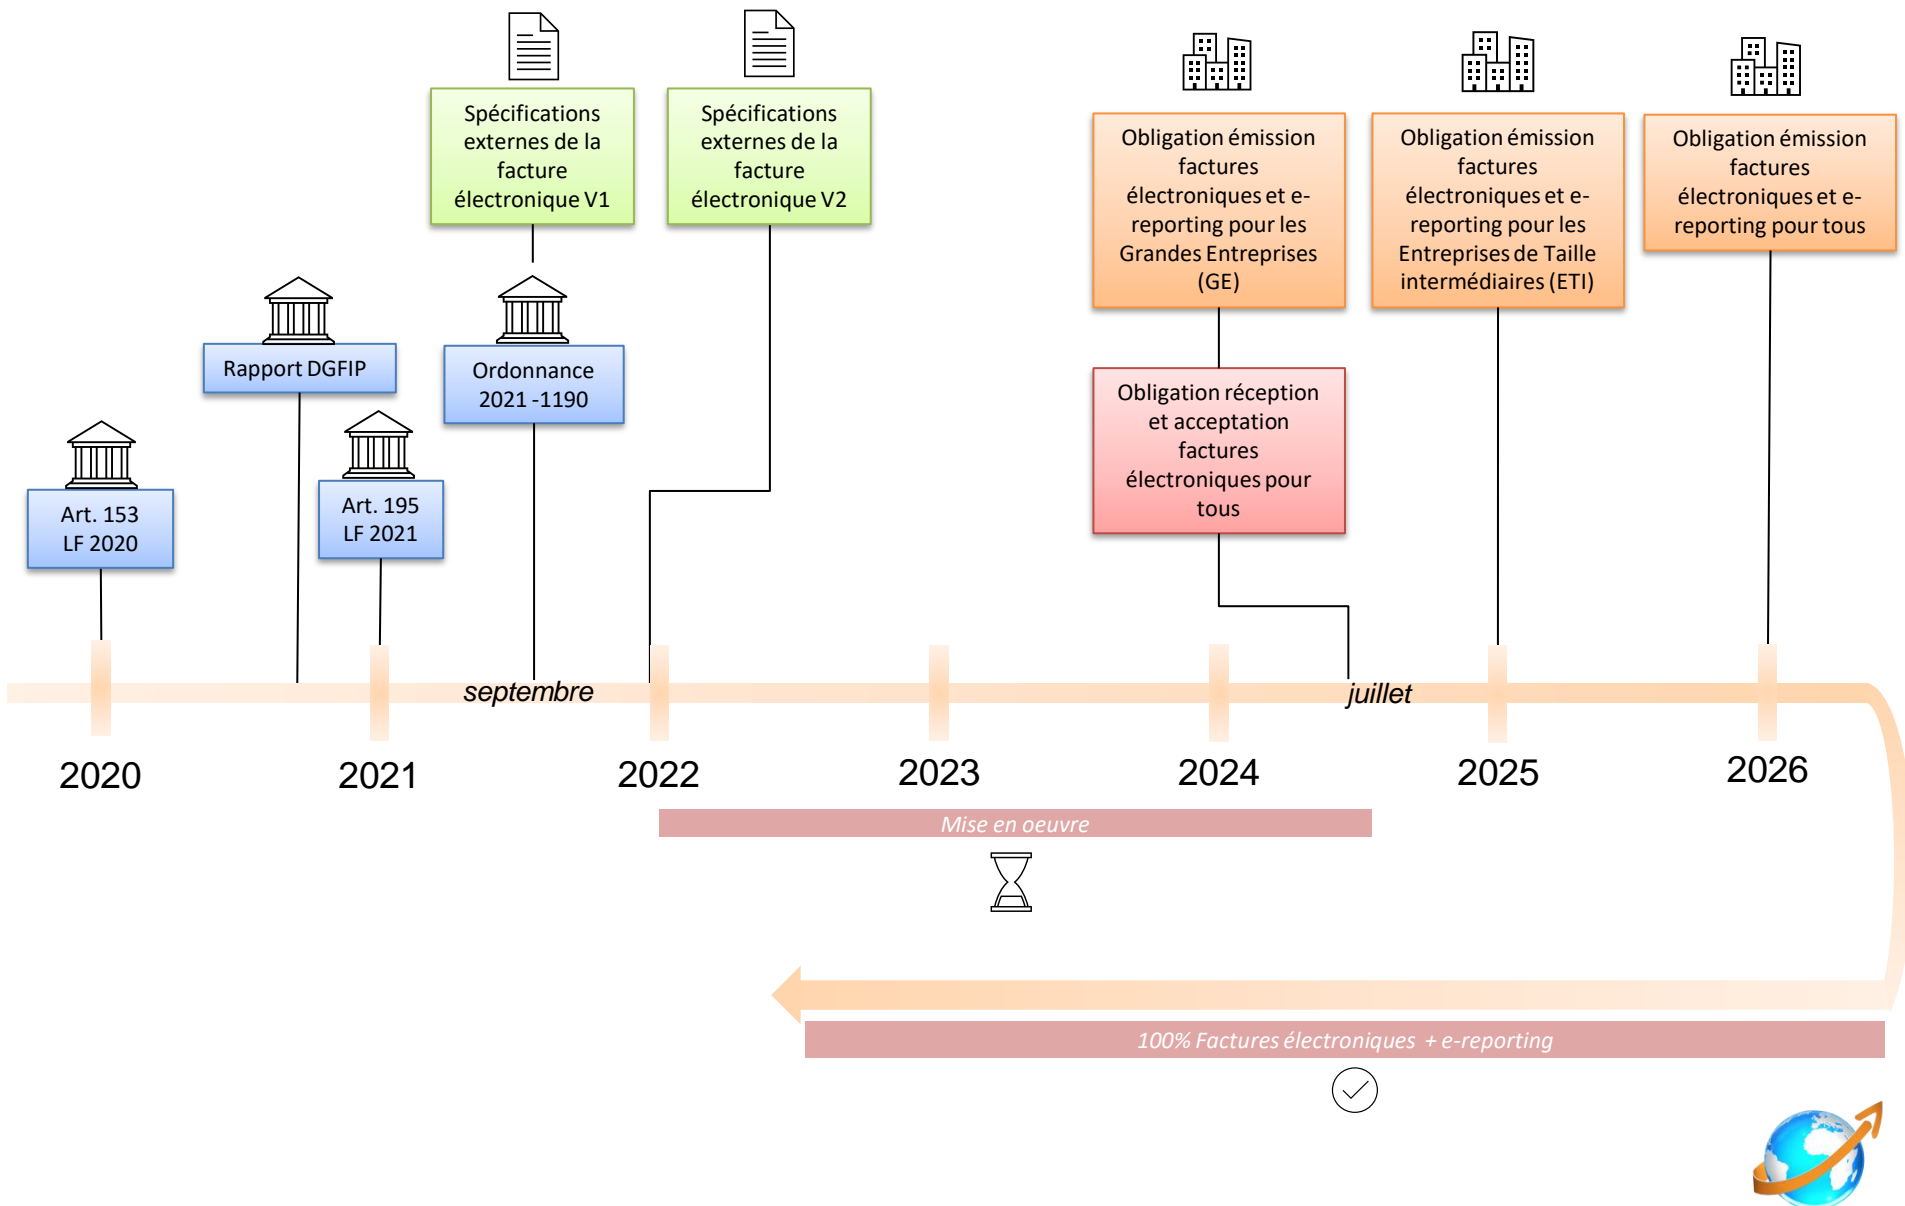 Spécifications
externes de la
facture
électronique V1
Spécifications
externes de la
facture
électronique V2
Obligation émission
factures
électroniques et e-
reporting pour les
Grandes Entreprises
(GE)
Obligation émission
factures
électroniques et e-
reporting pour les
Entreprises de Taille
intermédiaires (ETI)
Obligation émission
factures
électroniques et e-
reporting pour tous
Rapport DGFIP
Ordonnance
2021 -1190
Obligation réception
et acceptation
factures
électroniques pour
tous
Art. 153
LF 2020
Art. 195
LF 2021
septembre
juillet
2020
2021
2022
2023
2024
2025
2026
Mise en oeuvre
100% Factures électroniques + e-reporting